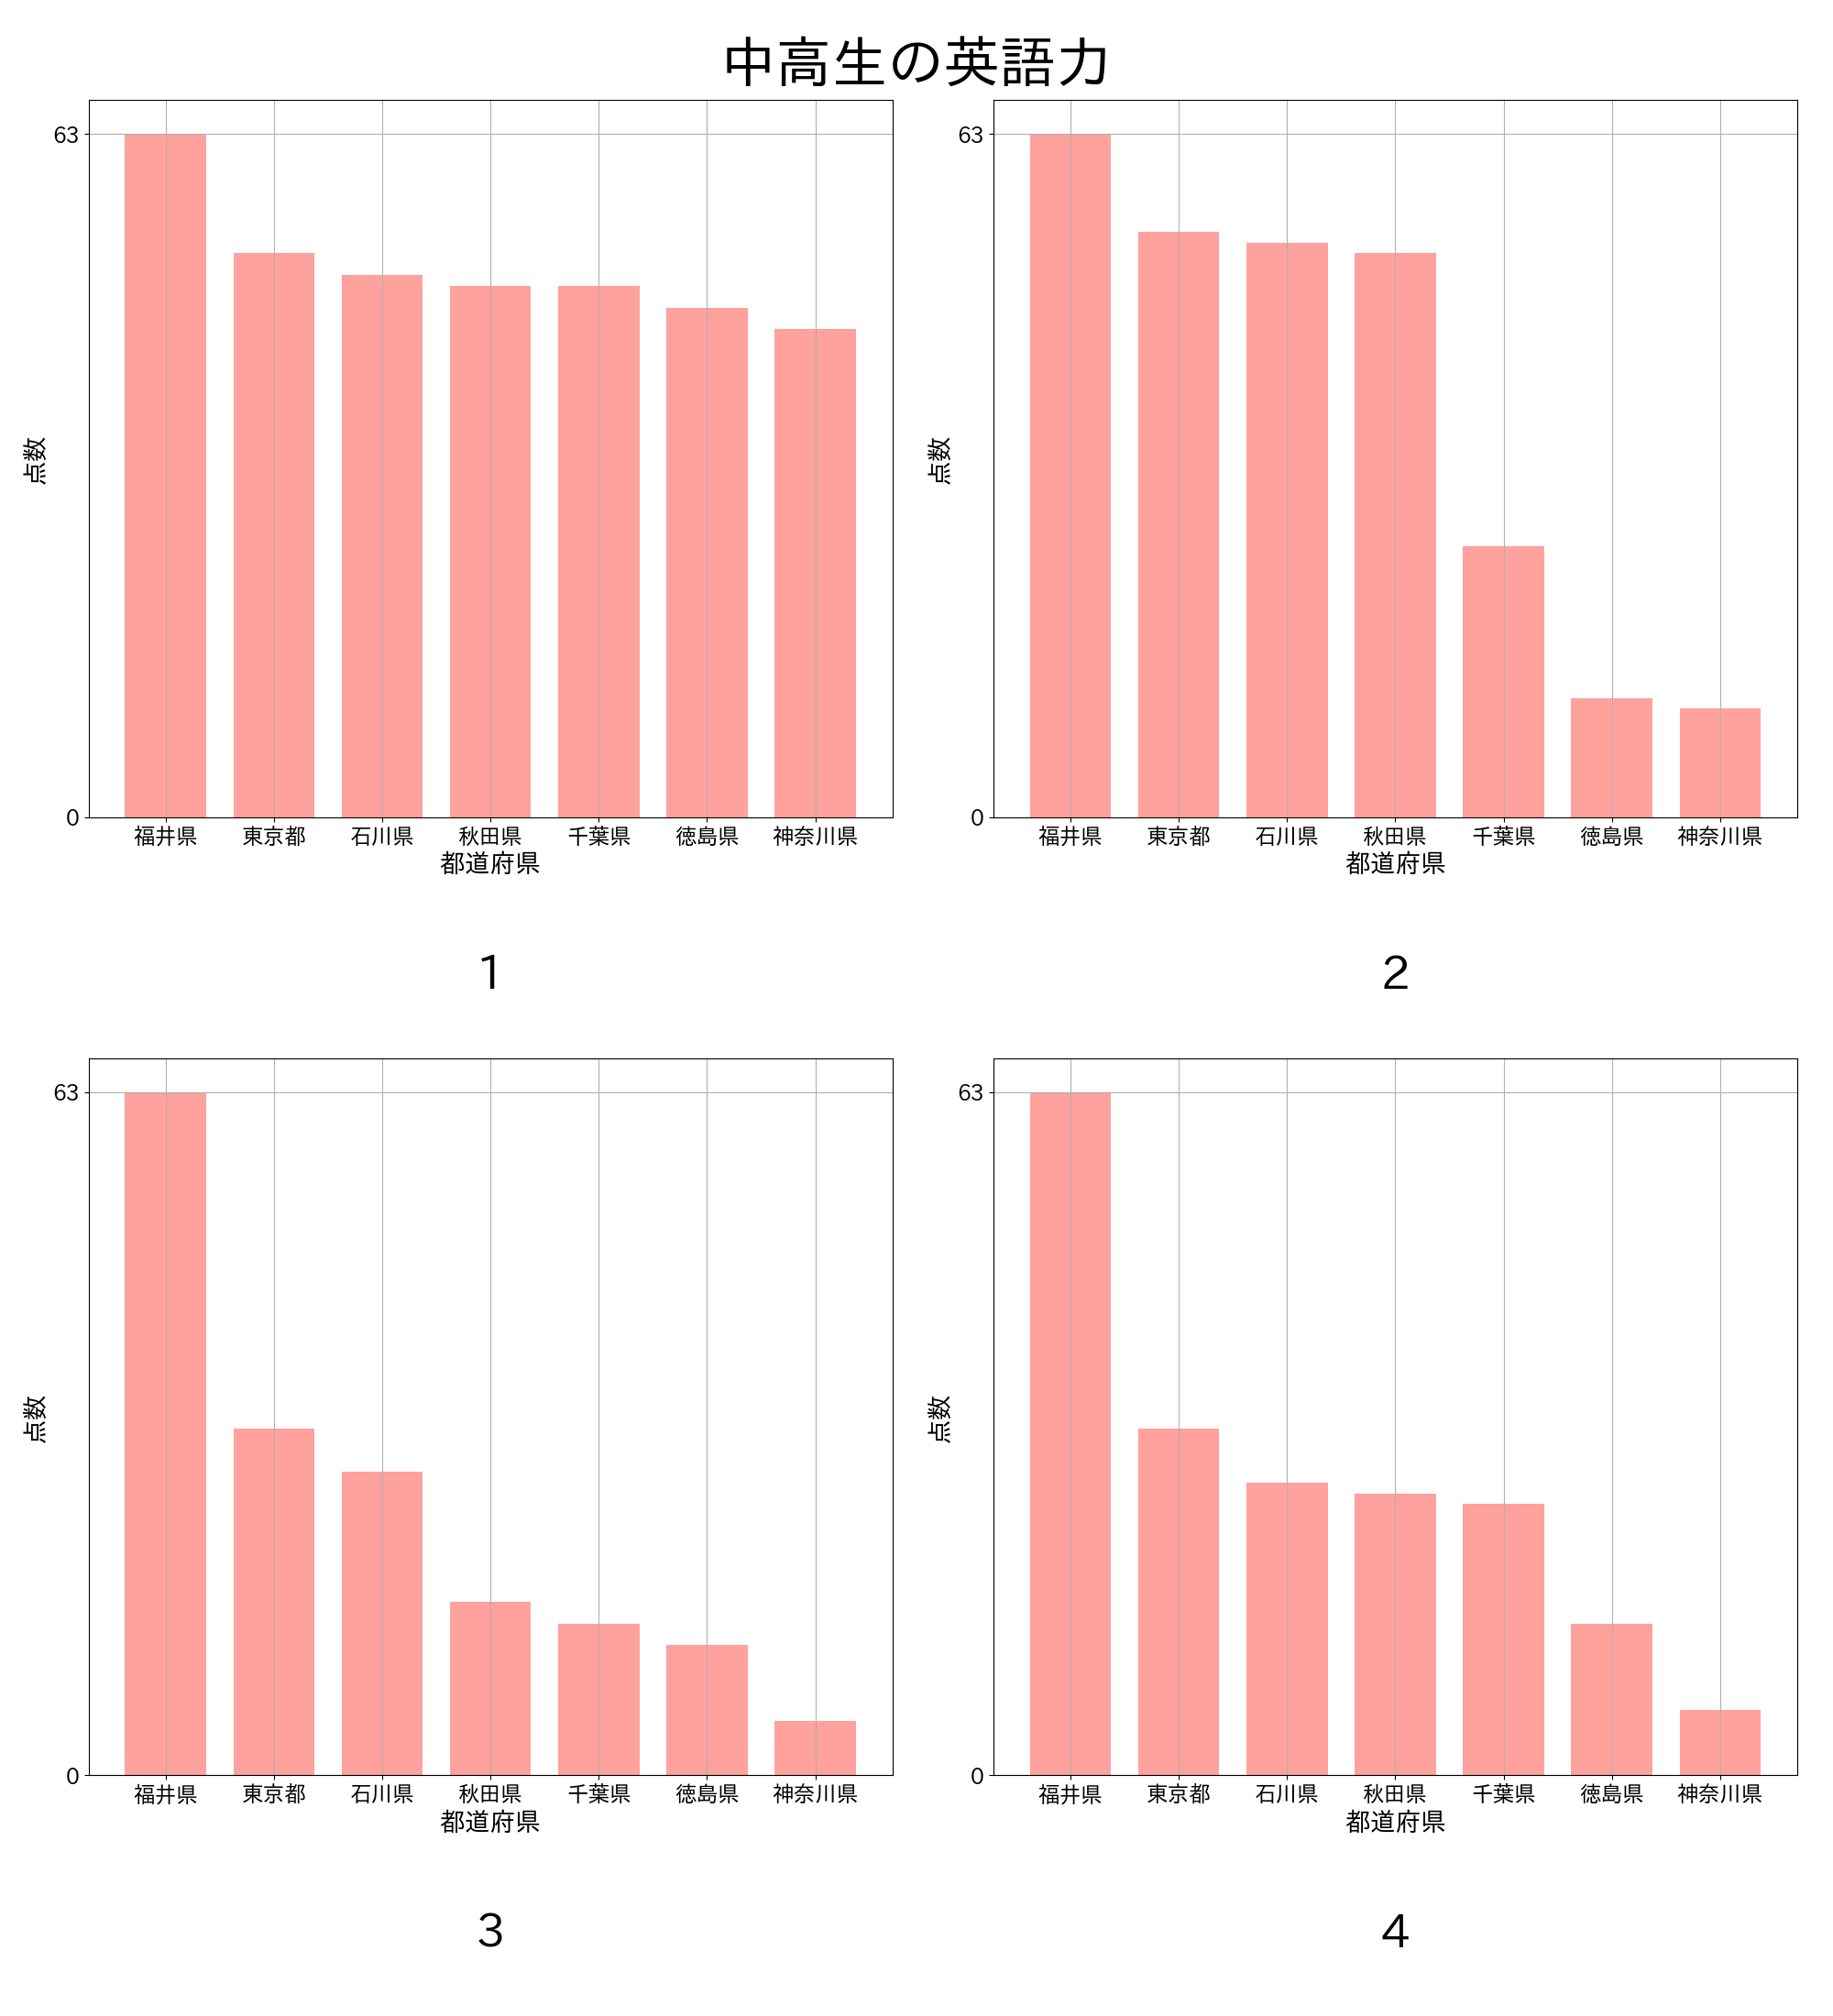 中高生の英語力
63
0
点数
福井県 東京都 石川県 秋田県 千葉県 徳島県 神奈川県
都道府県
1
63
0
点数
福井県 東京都 石川県 秋田県 千葉県 徳島県 神奈川県
都道府県
2
63
0
点数
福井県 東京都 石川県 秋田県 千葉県 徳島県 神奈川県
都道府県
3
63
0
点数
福井県 東京都 石川県 秋田県 千葉県 徳島県 神奈川県
都道府県
4